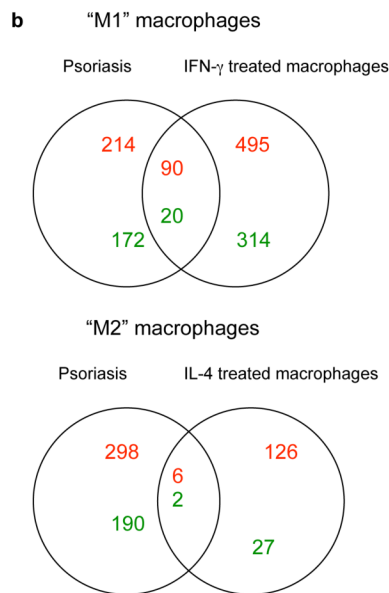 b
“M1” macrophages
Psoriasis
IFN-γ treated macrophages
214
495
90
20
172
314
“M2” macrophages
Psoriasis
IL-4 treated macrophages
298
126
6
2
190
27